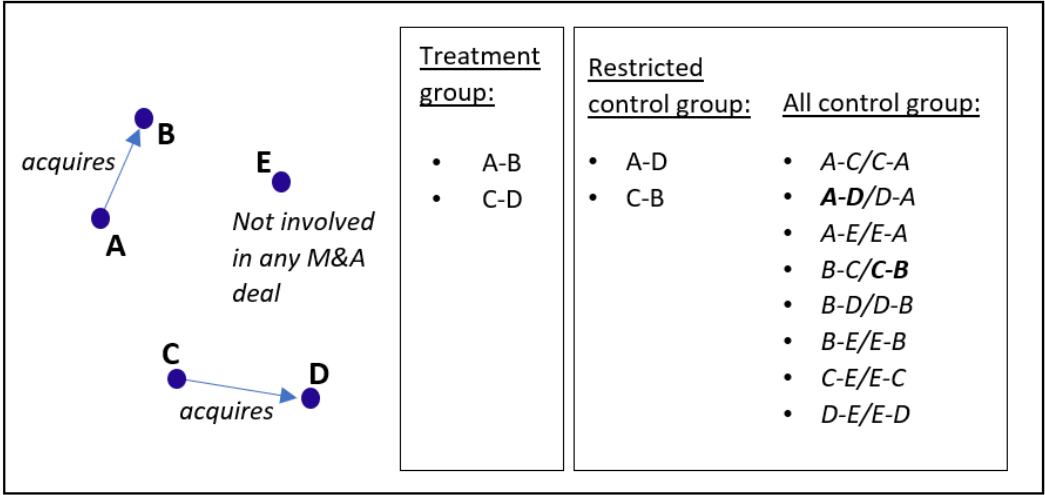 B
acquires
A
E
Not involved
in any M&A
deal
C
D
acquires
Treatment
group:
• A-B
• C-D
Restricted
control group:
• A-D
• C-B
All control group:
• A-C/C-A
• A-D/D-A
• A-E/E-A
• B-C/C-B
• B-D/D-B
• B-E/E-B
• C-E/E-C
• D-E/E-D